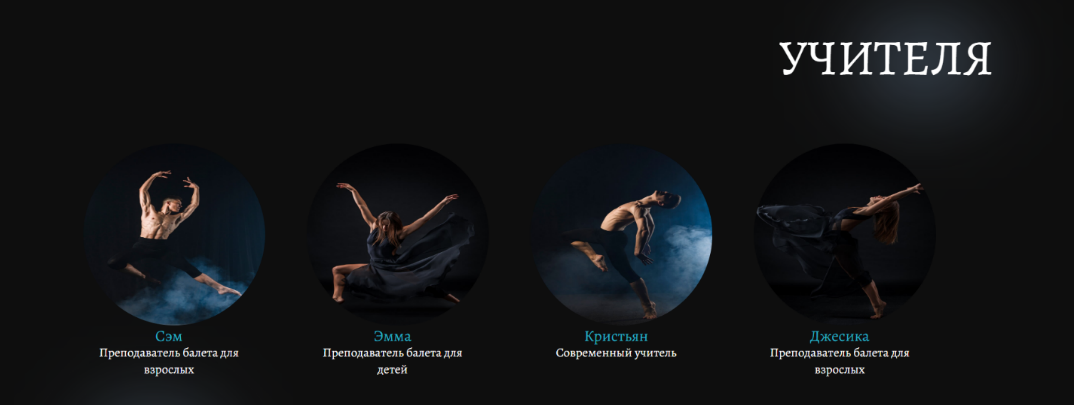 УЧИТЕЛЯ
Сэм
Преподаватель балета для
взрослых
Эмма
Преподаватель балета для
детей
Кристьян
Современный учитель
Джесика
Преподаватель балета для
взрослых